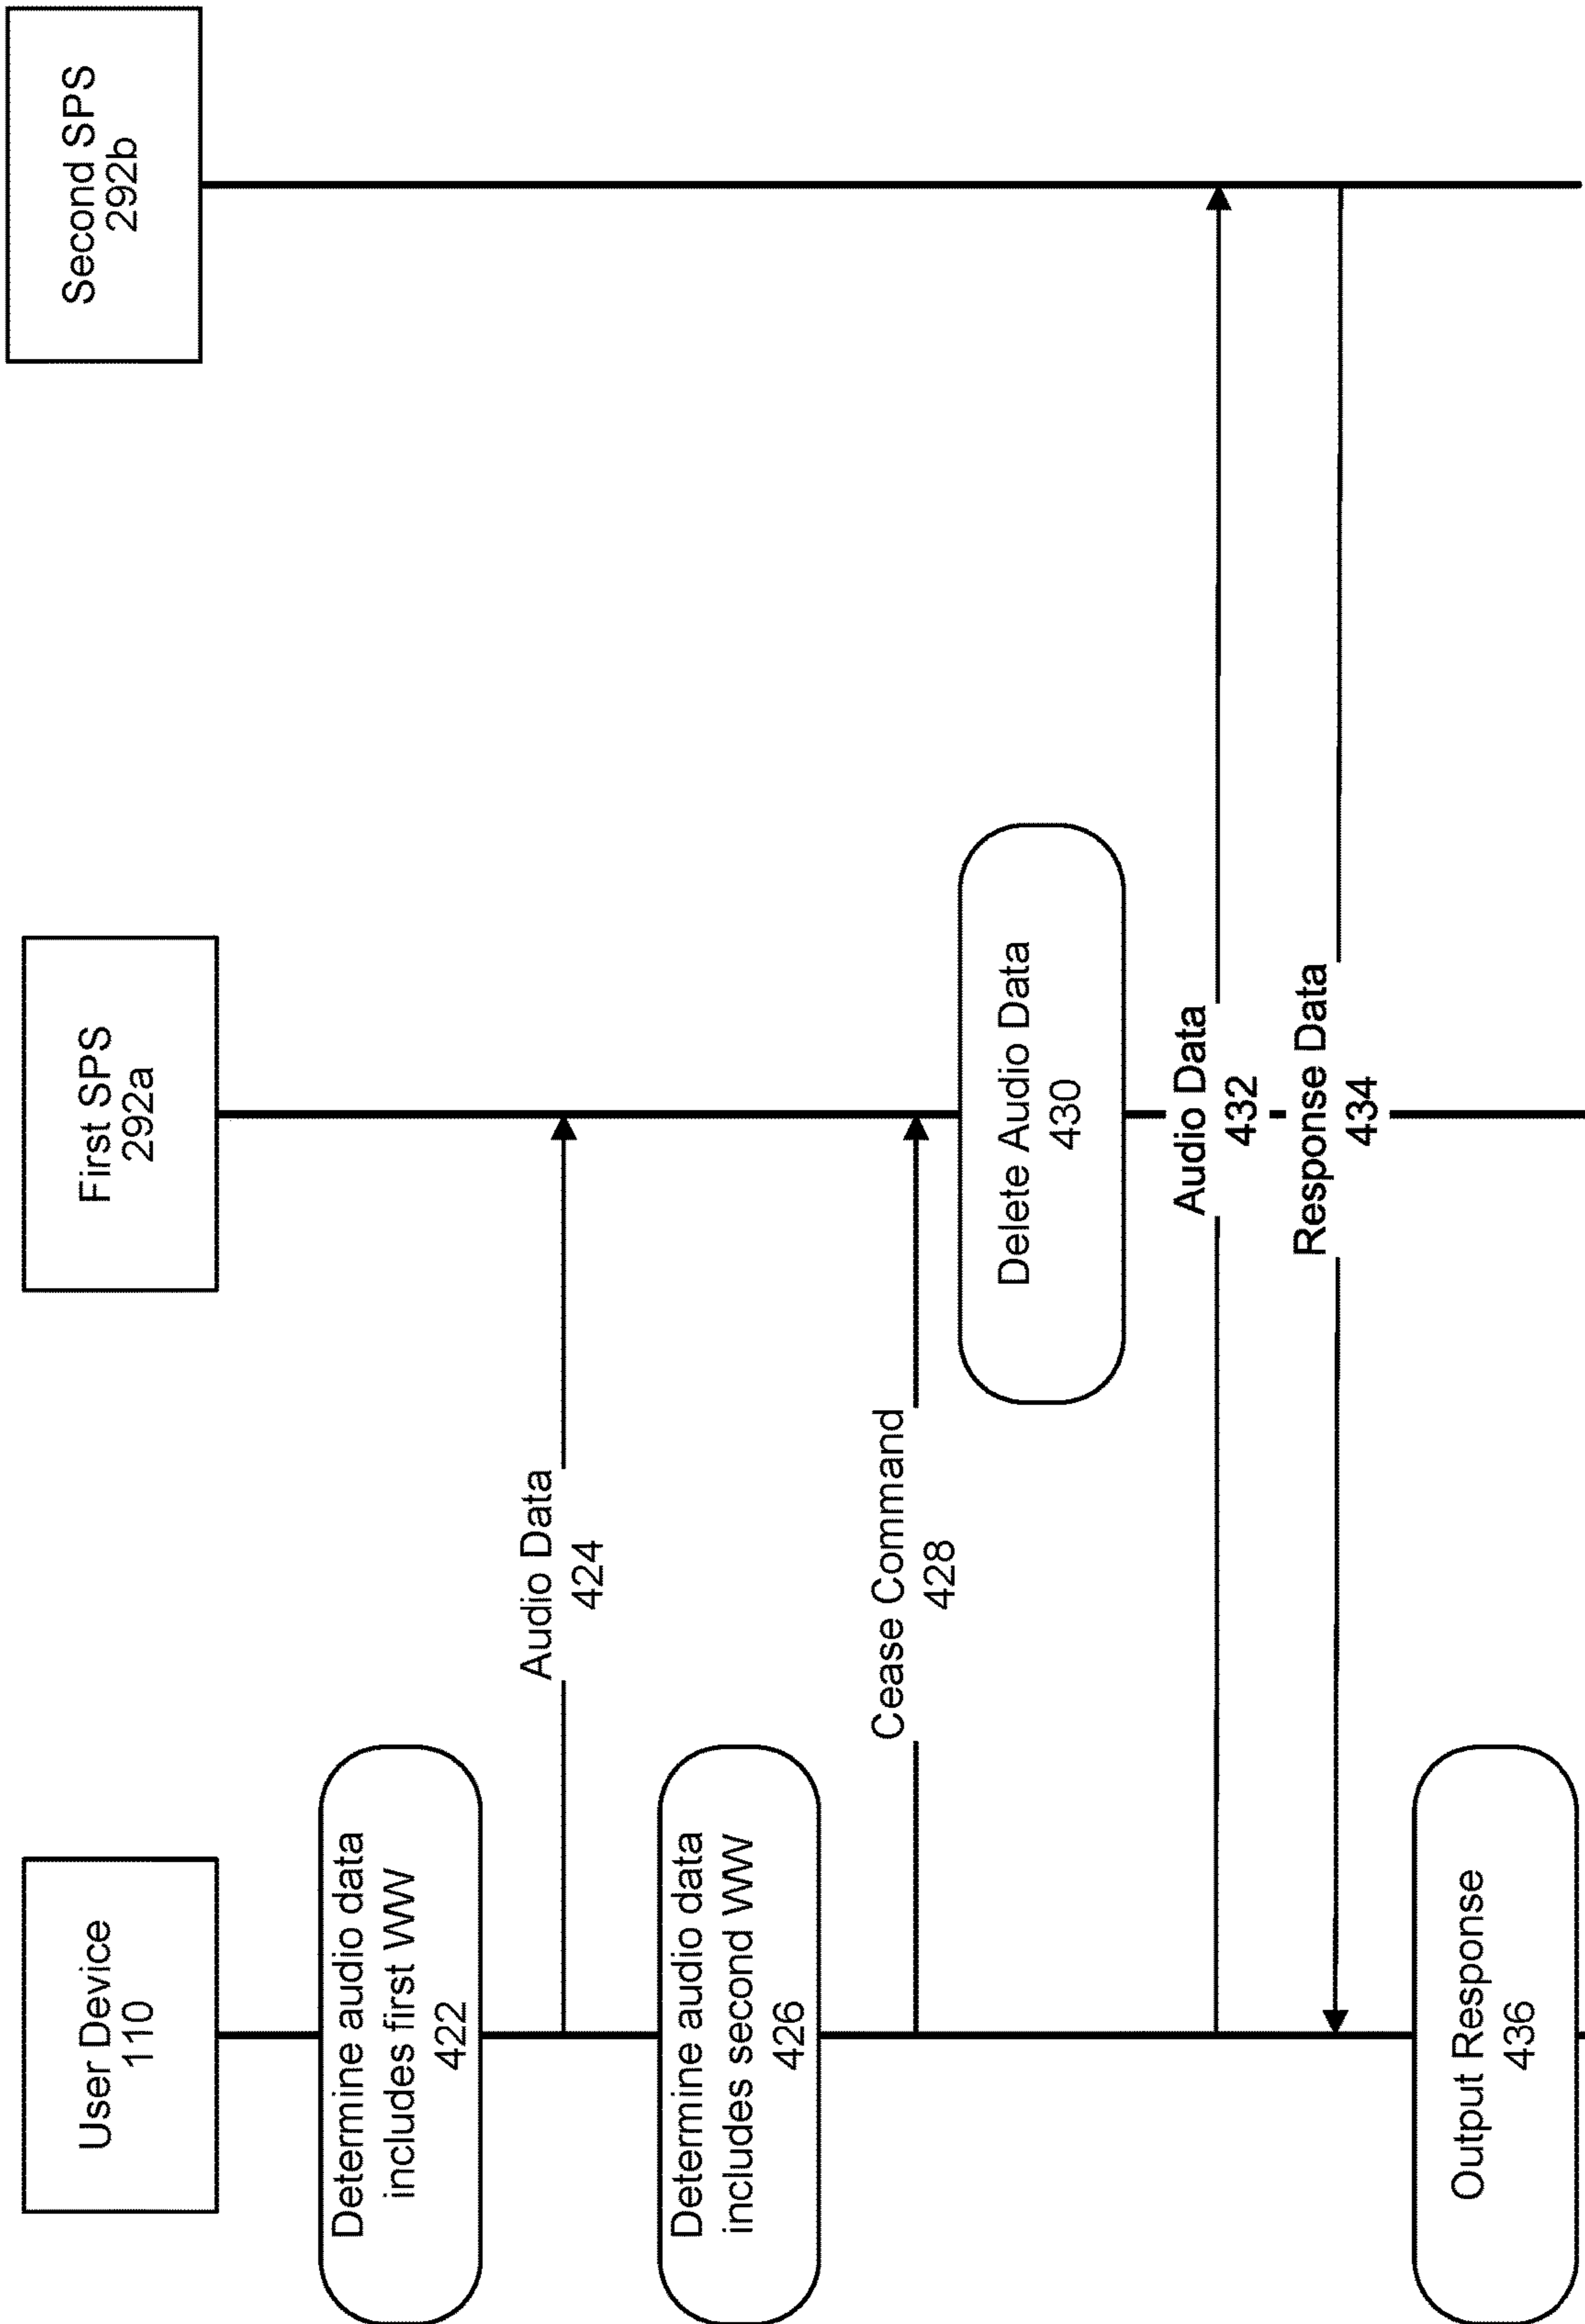 User Device
110
First SPS
292a
Second SPS
292b
Determine audio data
includes first WW
422
Audio Data
424
Determine audio data
includes second WW
426
Cease Command
428
Delete Audio Data
430
Audio Data
432
Response Data
434
Output Response
436